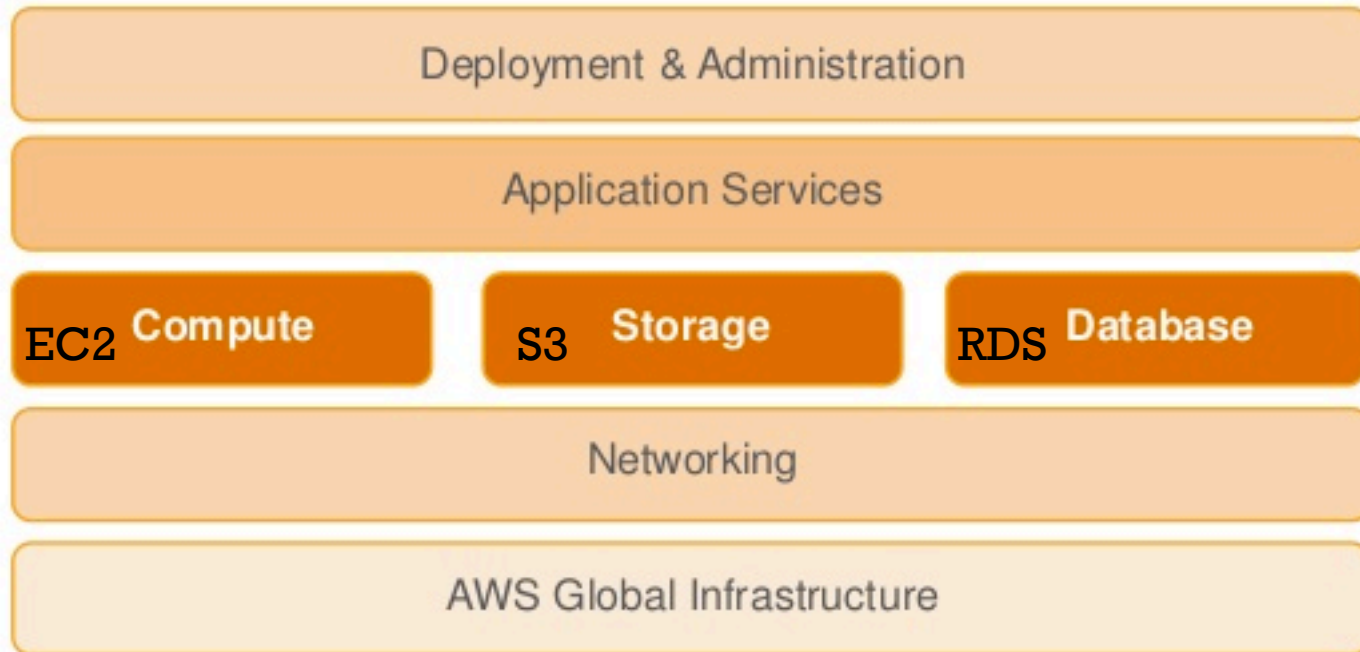 Deployment & Administration
Application Services
EC2 Compute
S3 Storage
RDS Database
Networking
AWS Global Infrastructure